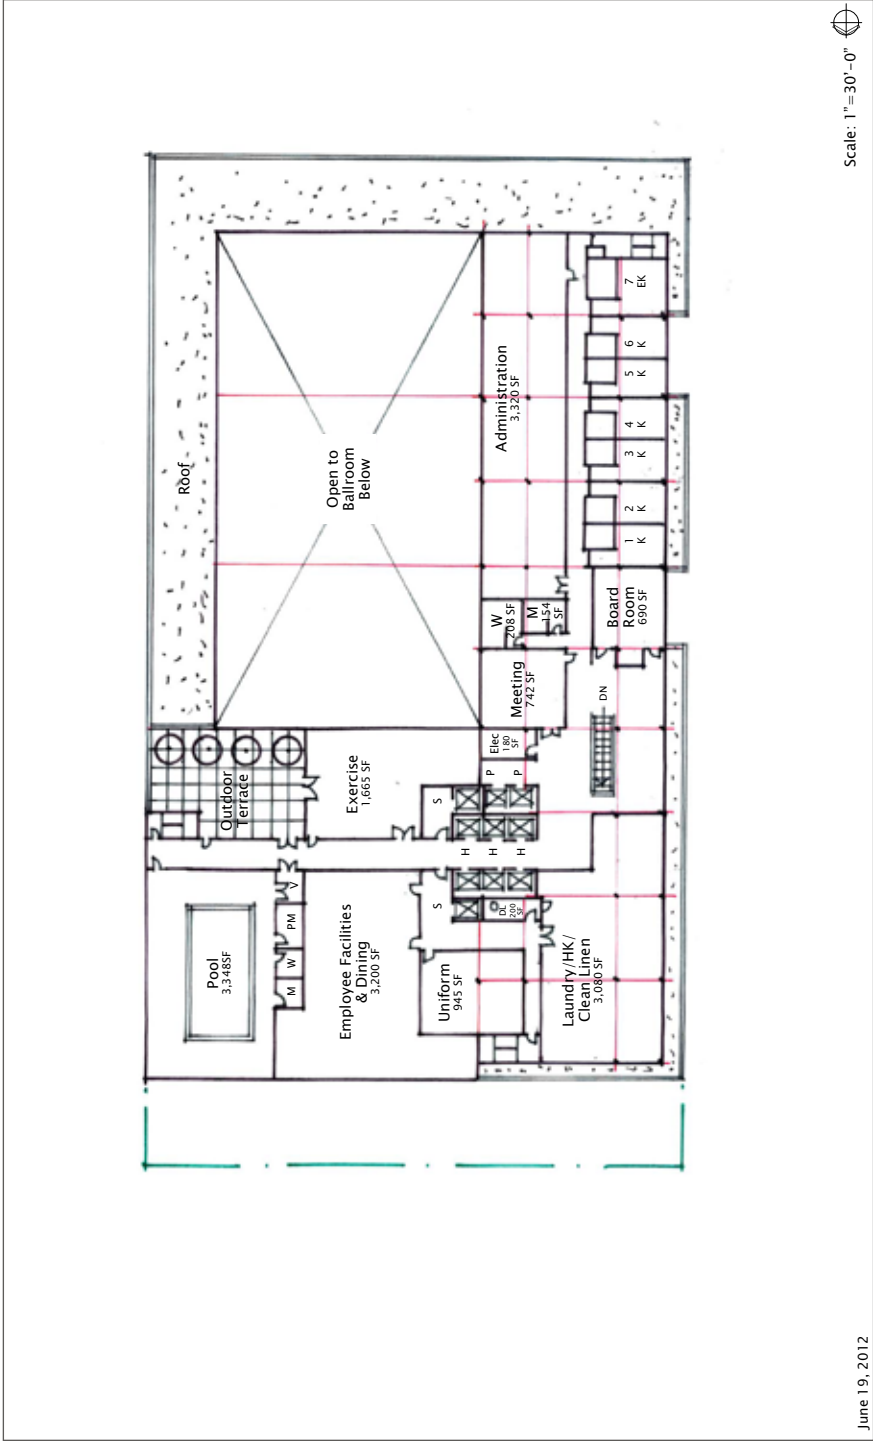 Roof
Open to
Ballroom
Below
Outdoor
Terrace
Exercise
1,665 SF
Pool
3,348SF
M
W
PM
V
Employee Facilities
& Dining
3,200 SF
Uniform
945 SF
S
S
H
H
H
P
P
DL
200
SF
Elec
180
SF
Meeting
742 SF
W
208 SF
M
154
SF
Administration
3,320 SF
Laundry/HK/
Clean Linen
3,080 SF
DN
Board
Room
690 SF
1
K
2
K
3
K
4
K
5
K
6
K
7
EK
June 19, 2012
Scale: 1"=30'-0"